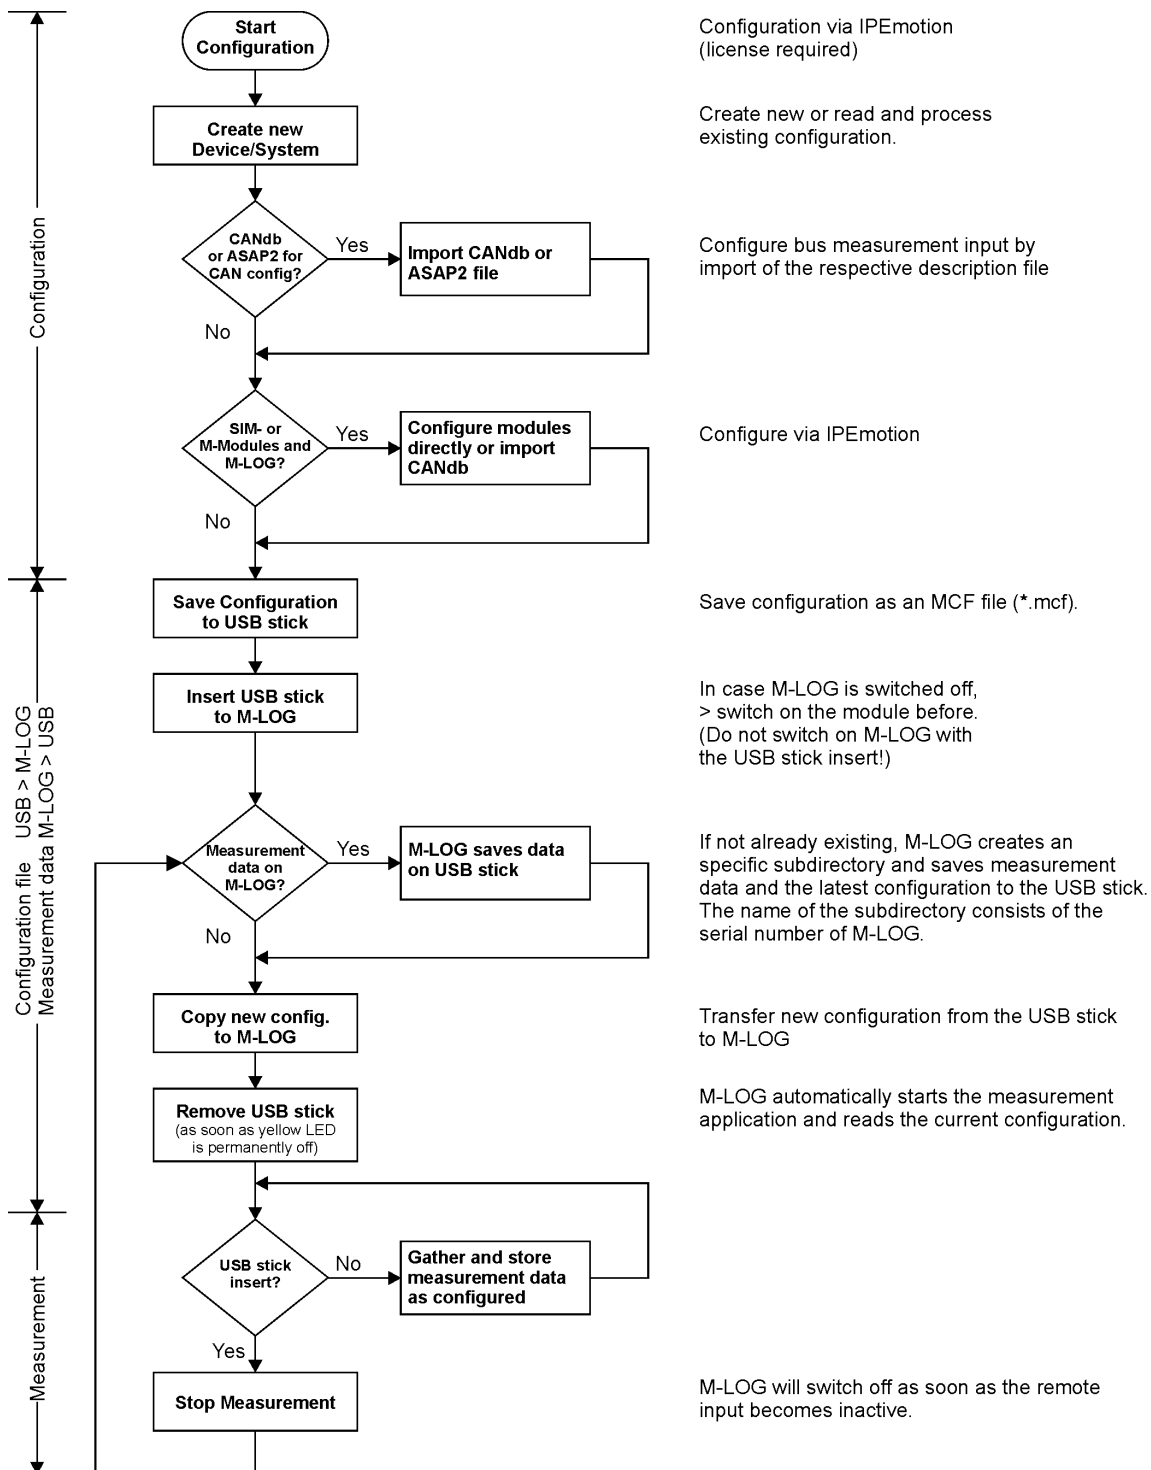 Start
Configuration
Configuration via IPEmotion
(license required)
Create new
Device/System
Create new or read and process
existing configuration.
CANdb
or ASAP2 for
CAN config?
Yes
Import CANdb or
ASAP2 file
Configure bus measurement input by
import of the respective description file
No
Configuration
SIM- or
M-Modules and
M-LOG?
Yes
Configure modules
directly or import
CANdb
Configure via IPEmotion
No
Save Configuration
to USB stick
Save configuration as an MCF file (*.mcf).
Insert USB stick
to M-LOG
In case M-LOG is switched off,
> switch on the module before.
(Do not switch on M-LOG with
the USB stick insert!)
Configuration file USB > M-LOG
Measurement data M-LOG > USB
Measurement
data on
M-LOG?
Yes
M-LOG saves data
on USB stick
If not already existing, M-LOG creates an
specific subdirectory and saves measurement
data and the latest configuration to the USB stick.
The name of the subdirectory consists of the
serial number of M-LOG.
No
Copy new config.
to M-LOG
Transfer new configuration from the USB stick
to M-LOG
Remove USB stick
(as soon as yellow LED
is permanently off)
M-LOG automatically starts the measurement
application and reads the current configuration.
Measurement
USB stick
insert?
No
Gather and store
measurement data
as configured
Yes
Stop Measurement
M-LOG will switch off as soon as the remote
input becomes inactive.